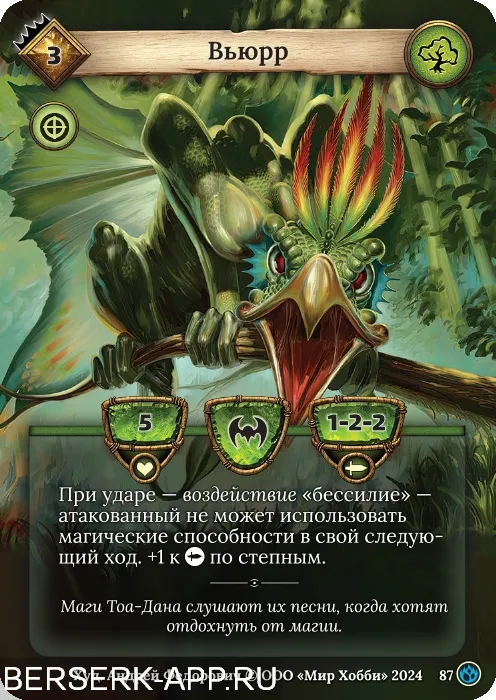 3
Вьюрр
5
1-2-2
При ударе — воздействие «бессилие» —
атакованный не может использовать
магические способности в свой следую-
щий ход. +1 к по степным.
Маги Тоа-Дана слушают их песни, когда хотят
отдохнуть от магии.
Андрей Федорович © ООО «Мир Хобби» 2024 87
BERSERK-APP.RU